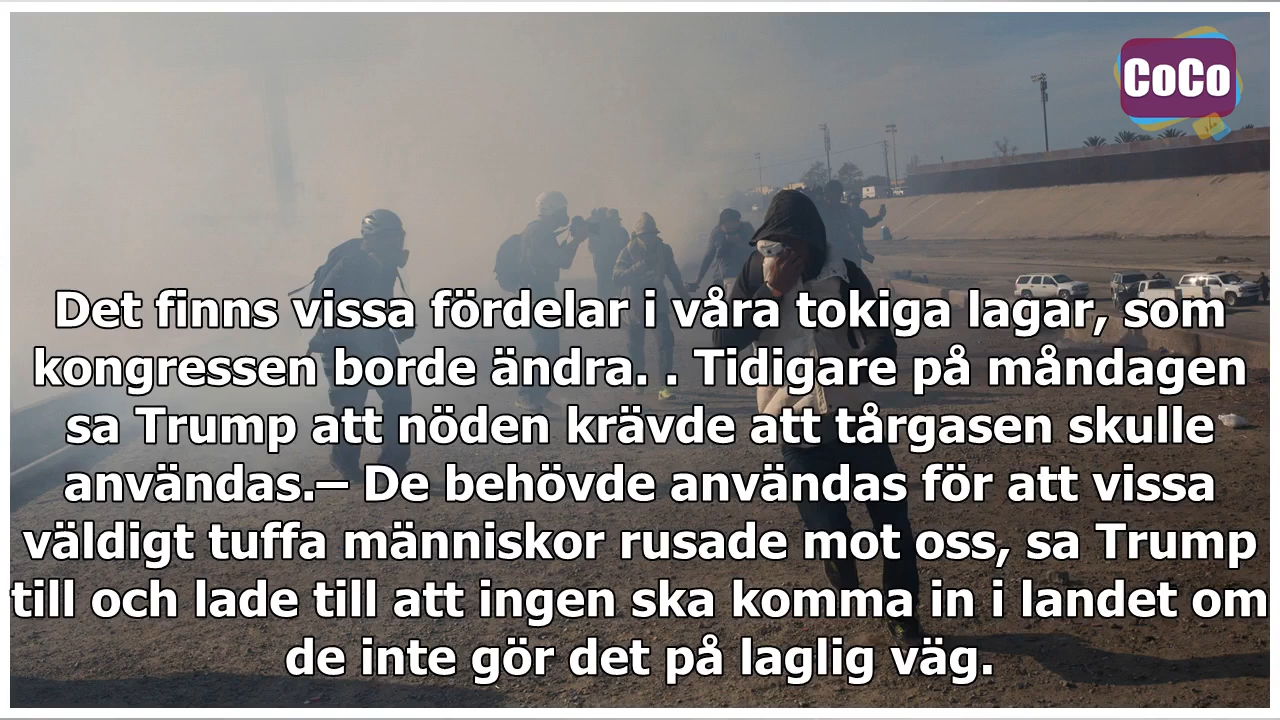 CoCo
Det finns vissa fördelar i våra tokiga lagar, som
kongressen borde ändra. . Tidigare på måndagen
sa Trump att nöden krävde att tårgasen skulle
användas.– De behövde användas för att vissa
väldigt tuffa människor rusade mot oss, sa Trump
till och lade till att ingen ska komma in i landet om
de inte gör det på laglig väg.